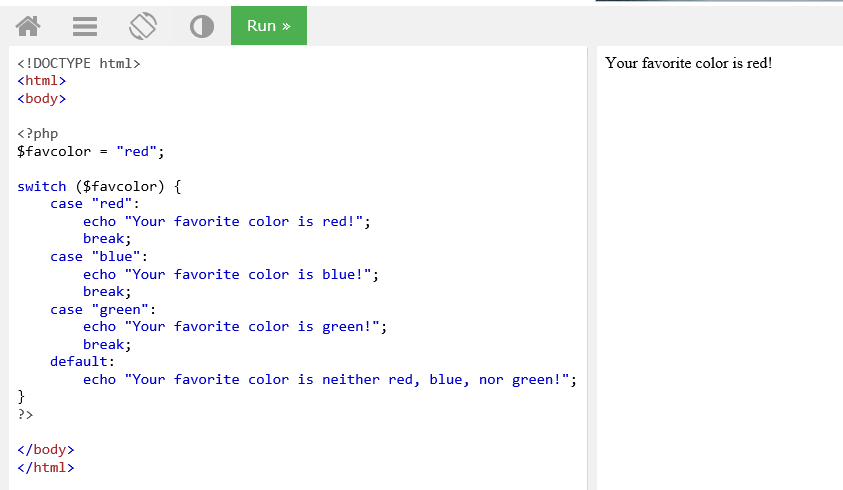 Run »
<!DOCTYPE html>
<html>
<body>
<?php
$favcolor = "red";
switch ($favcolor) {
    case "red":
        echo "Your favorite color is red!";
        break;
    case "blue":
        echo "Your favorite color is blue!";
        break;
    case "green":
        echo "Your favorite color is green!";
        break;
    default:
        echo "Your favorite color is neither red, blue, nor green!";
}
?>
</body>
</html>
Your favorite color is red!